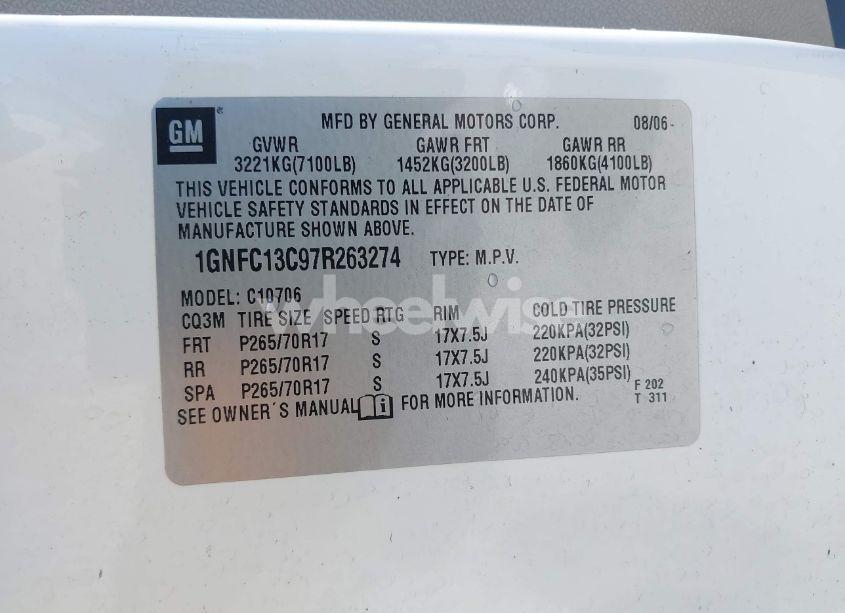 GM
MFD BY GENERAL MOTORS CORP. 08/06
GVWR GAWR FRT GAWR RR
3221KG(7100LB) 1452KG(3200LB) 1860KG(4100LB)
THIS VEHICLE CONFORMS TO ALL APPLICABLE U.S. FEDERAL MOTOR
VEHICLE SAFETY STANDARDS IN EFFECT ON THE DATE OF
MANUFACTURE SHOWN ABOVE.
1GNFC13C97R263274 TYPE: M.P.V.
MODEL: C10706
wheelwise
CQ3M TIRE SIZE SPEED RTG RIM COLD TIRE PRESSURE
FRT P265/70R17 S 17X7.5J 220KPA(32PSI)
RR P265/70R17 S 17X7.5J 220KPA(32PSI)
SPA P265/70R17 S 17X7.5J 240KPA(35PSI)
SEE OWNER´S MANUAL FOR MORE INFORMATION.
F 202
T 311